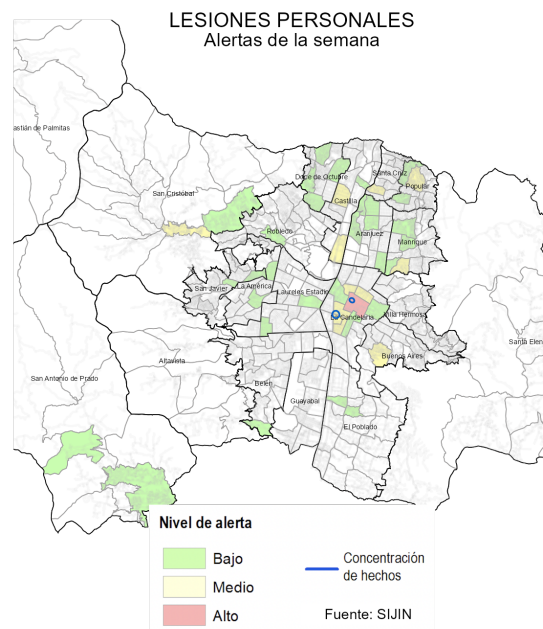 LESIONES PERSONALES
Alertas de la semana
astián de Palmitas
San Cristóbal
Doce de Octubre
Santa Cruz
Popular
Castilla
Aranjuez
Manrique
Robledo
San Javier
La América
Laureles Estadio
La Candelaria
Villa Hermosa
Santa Elen
Buenos Aires
Altavista
San Antonio de Prado
Belén
Guayabal
El Poblado
Nivel de alerta
Bajo
Medio
Alto
Concentración
de hechos
Fuente: SIJIN